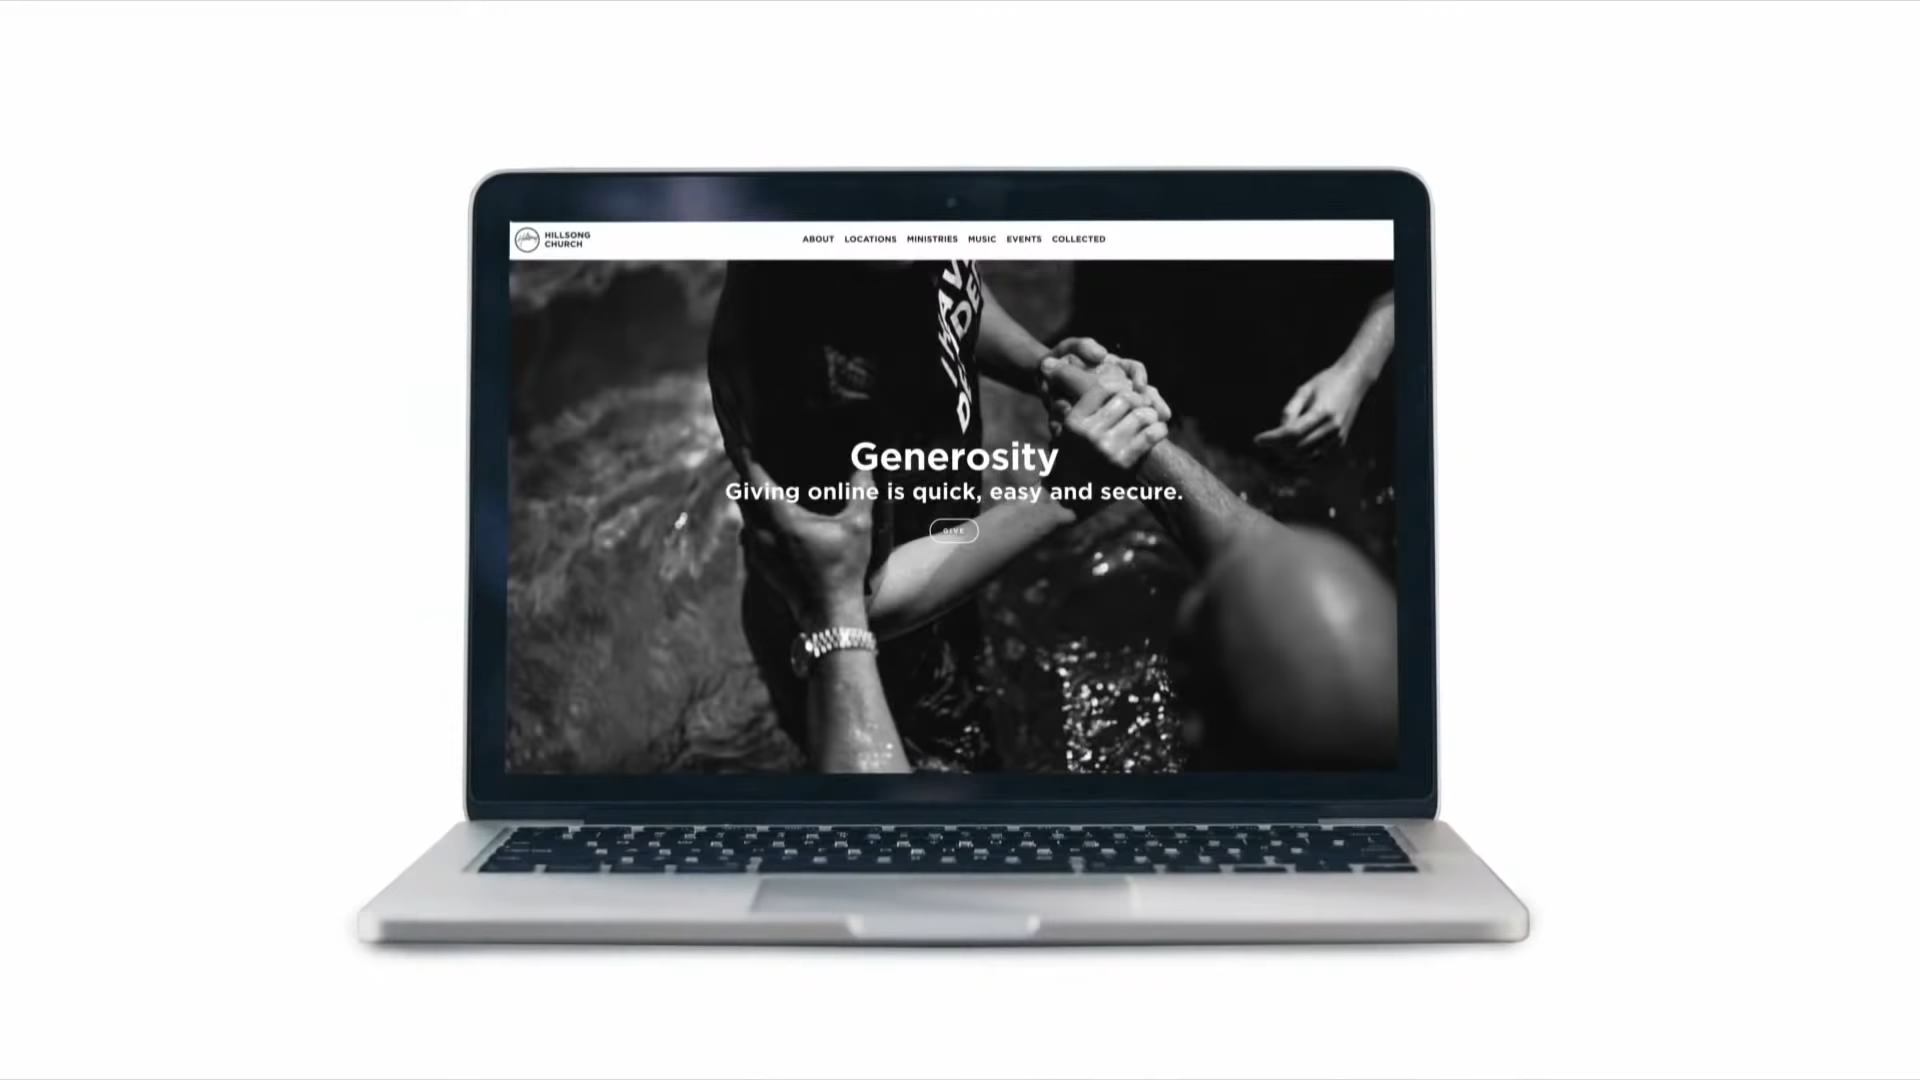 HILLSONG
CHURCH
ABOUT LOCATIONS MINISTRIES MUSIC EVENTS COLLECTED
Generosity
Giving online is quick, easy and secure.
GIVE